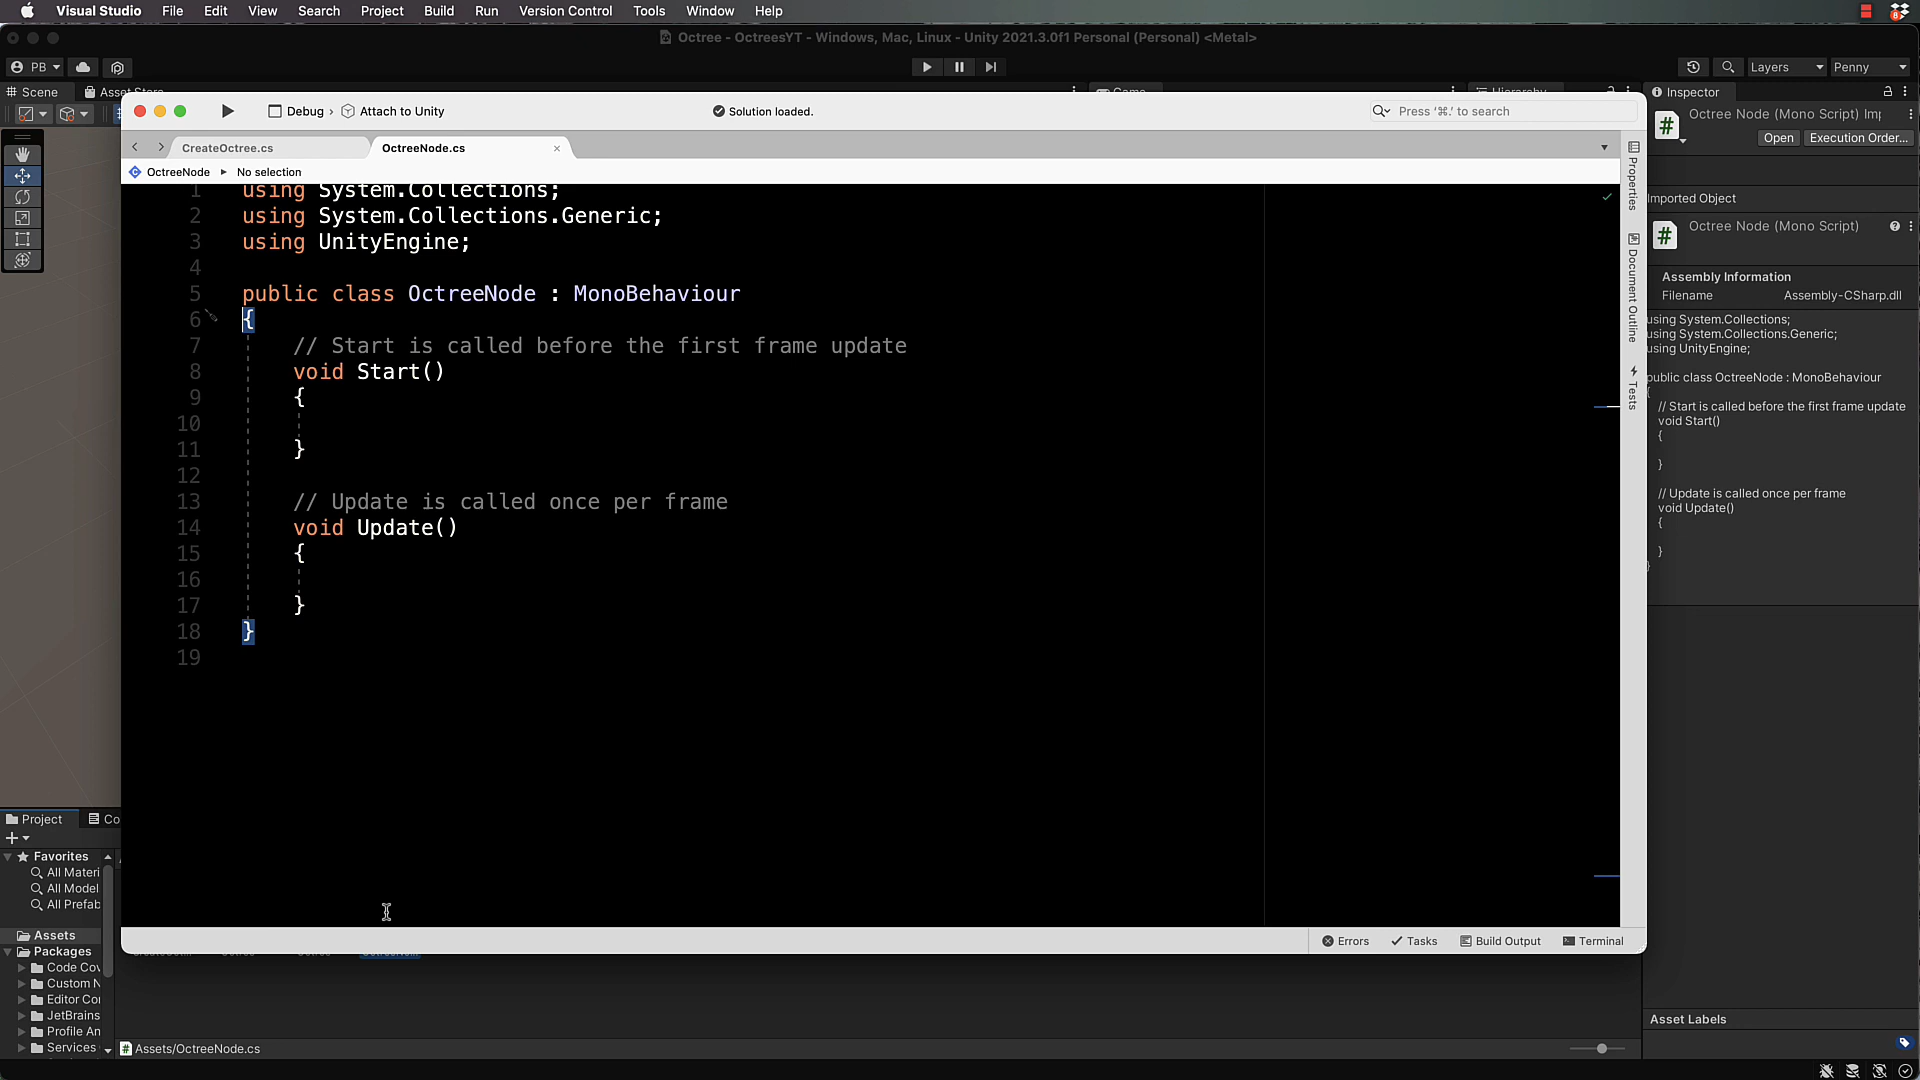 Visual Studio File Edit View Search Project Build Run Version Control Tools Window Help
Octree - OctreesYT - Windows, Mac, Linux - Unity 2021.3.0f1 Personal (Personal) <Metal>
PB
Layers
Penny
Scene
Asset Store
Game
Hierarchy
Inspector
Debug › Attach to Unity
Solution loaded.
Press '⌘.' to search
Octree Node (Mono Script) Imp
Open
Execution Order...
CreateOctree.cs
OctreeNode.cs
OctreeNode
No selection
Properties
Document Outline
Tests
1 using System.Collections;
2 using System.Collections.Generic;
3 using UnityEngine;
4
5 public class OctreeNode : MonoBehaviour
6 {
7 // Start is called before the first frame update
8 void Start()
9 {
10
11 }
12
13 // Update is called once per frame
14 void Update()
15 {
16
17 }
18 }
19
Imported Object
Octree Node (Mono Script)
Assembly Information
Filename Assembly-CSharp.dll
using System.Collections;
using System.Collections.Generic;
using UnityEngine;
public class OctreeNode : MonoBehaviour
{
// Start is called before the first frame update
void Start()
{
}
// Update is called once per frame
void Update()
{
}
}
Errors
Tasks
Build Output
Terminal
Project
Co
Favorites
All Materi
All Model
All Prefab
Assets
Packages
Code Cov
Custom N
Editor Cor
JetBrains
Profile An
Services
Assets/OctreeNode.cs
Asset Labels